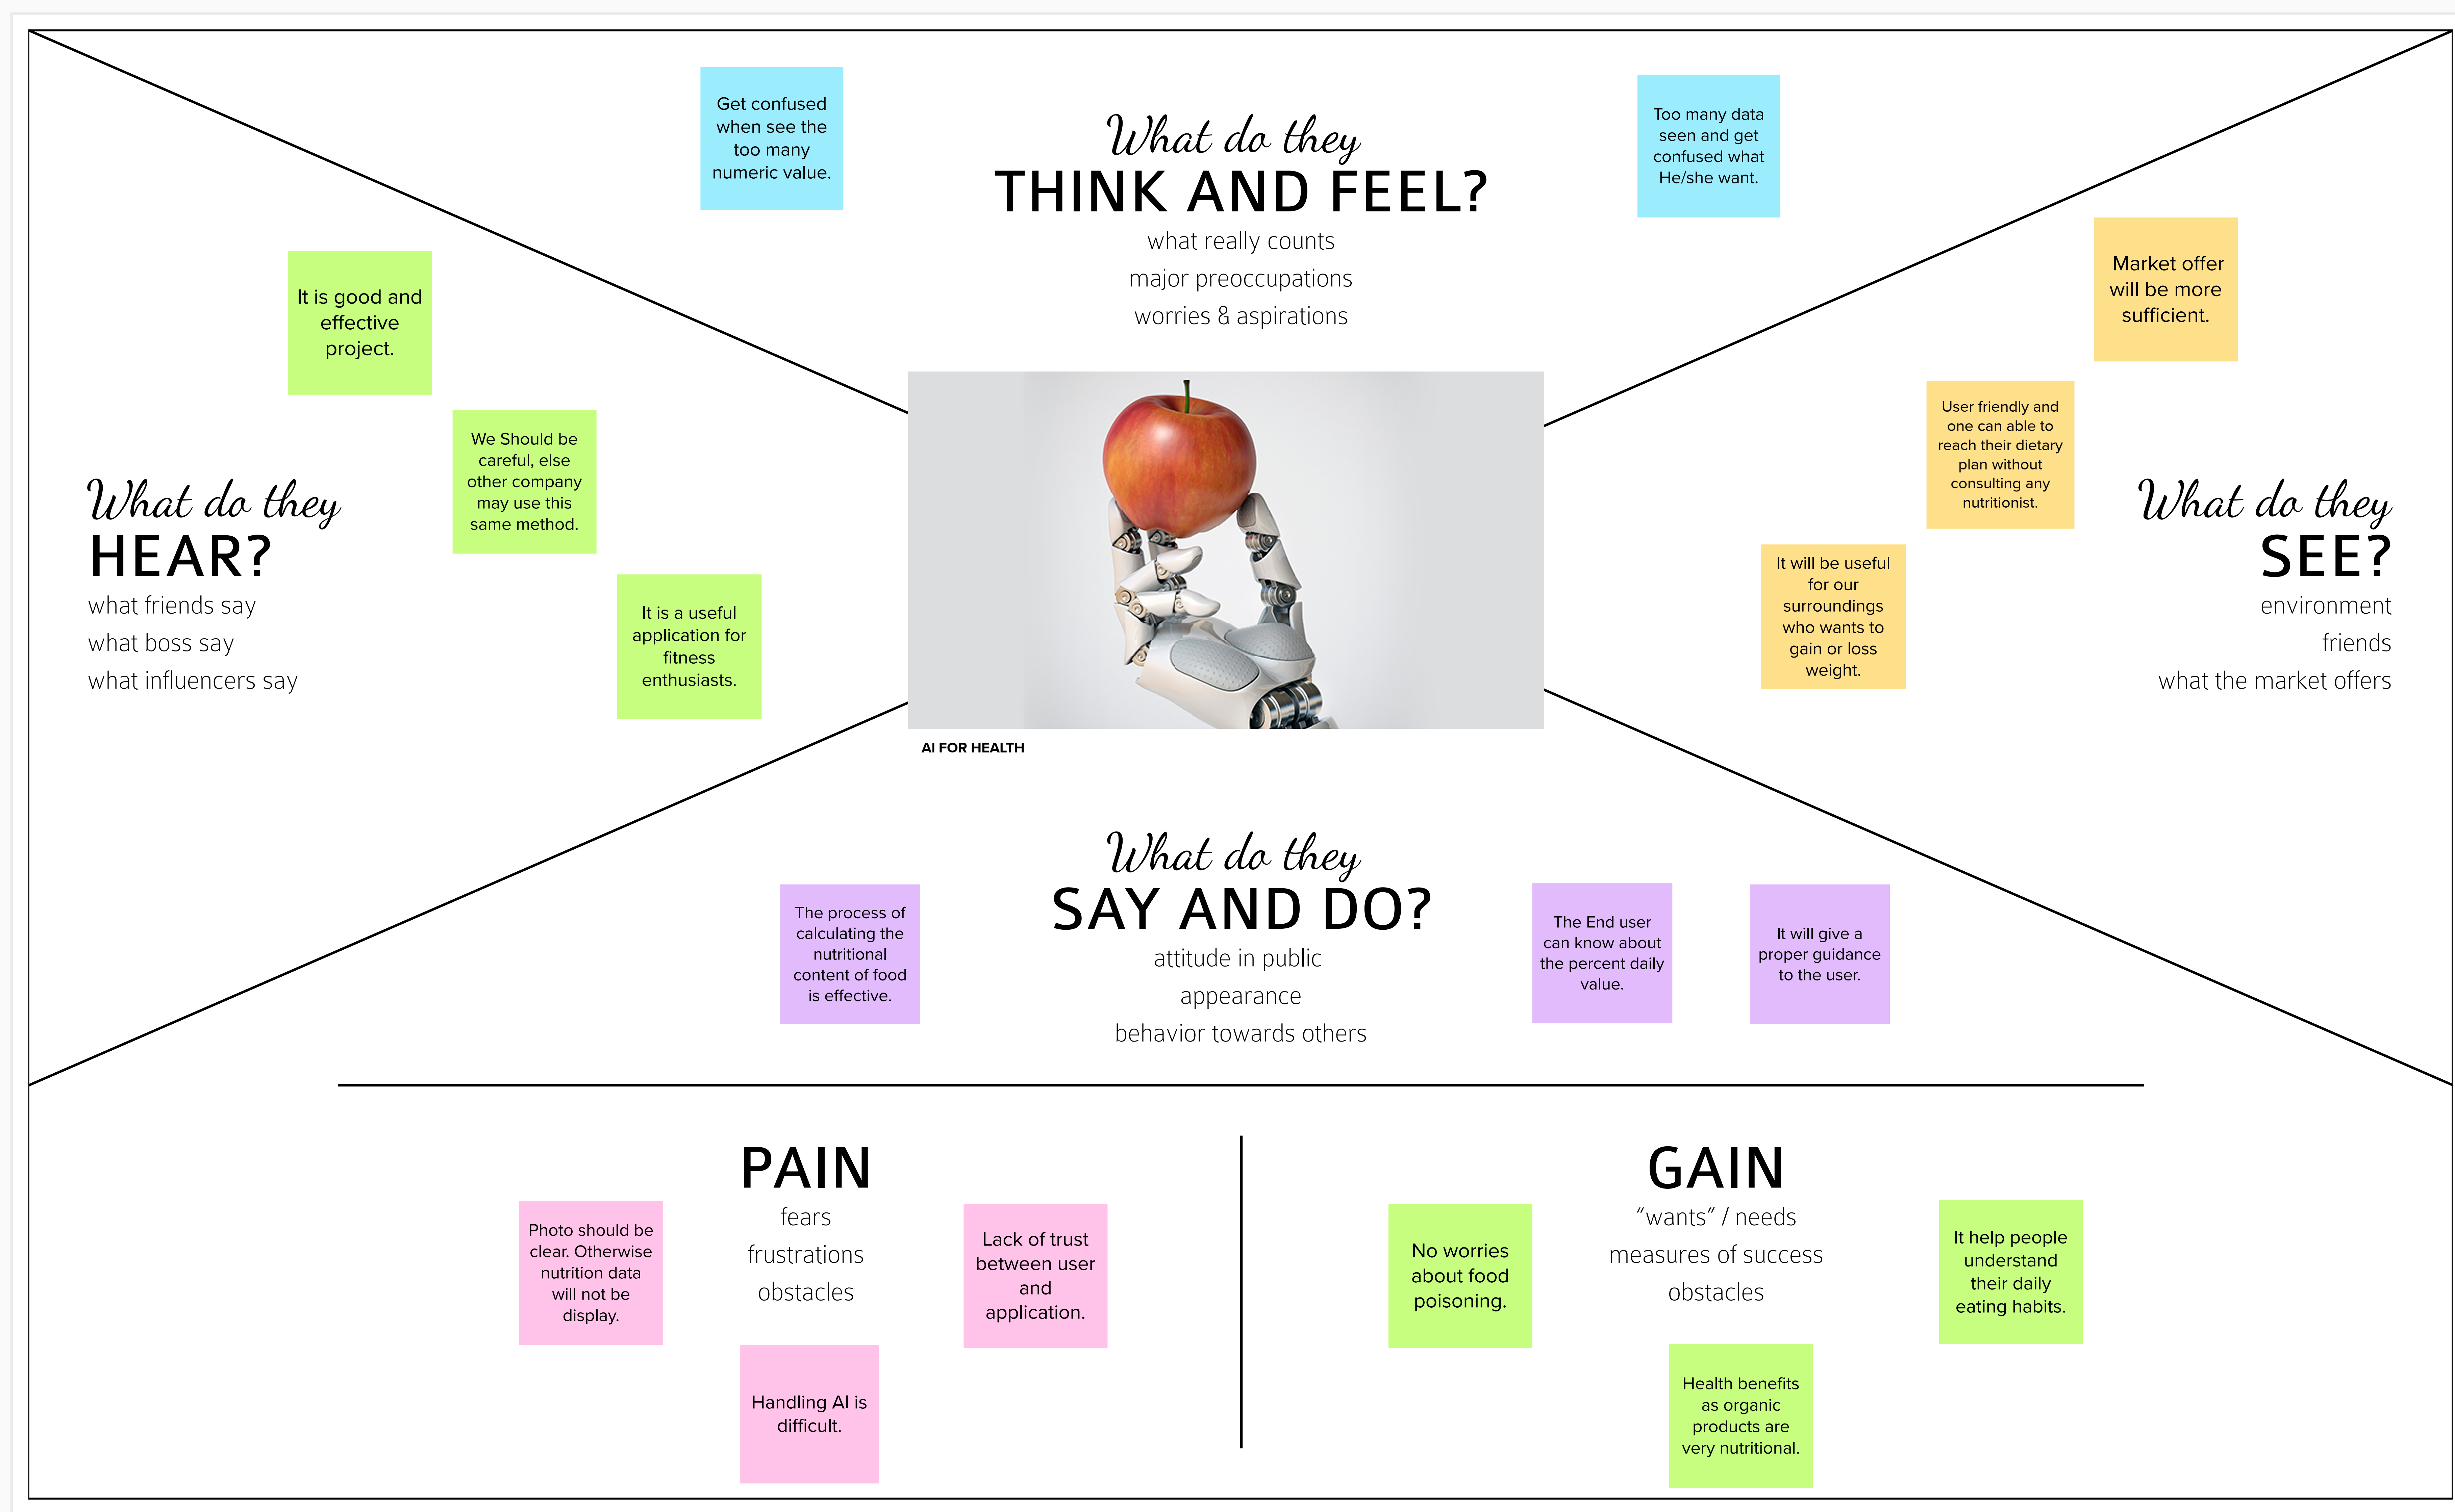 What do they
THINK AND FEEL?
what really counts
major preoccupations
worries & aspirations
Get confused
when see the
too many
numeric value.
Too many data
seen and get
confused what
He/she want.
What do they
HEAR?
what friends say
what boss say
what influencers say
It is good and
effective
project.
We Should be
careful, else
other company
may use this
same method.
It is a useful
application for
fitness
enthusiasts.
What do they
SEE?
environment
friends
what the market offers
Market offer
will be more
sufficient.
User friendly and
one can able to
reach their dietary
plan without
consulting any
nutritionist.
It will be useful
for our
surroundings
who wants to
gain or loss
weight.
AI FOR HEALTH
What do they
SAY AND DO?
attitude in public
appearance
behavior towards others
The process of
calculating the
nutritional
content of food
is effective.
The End user
can know about
the percent daily
value.
It will give a
proper guidance
to the user.
PAIN
fears
frustrations
obstacles
Photo should be
clear. Otherwise
nutrition data
will not be
display.
Lack of trust
between user
and
application.
Handling AI is
difficult.
GAIN
“wants” / needs
measures of success
obstacles
No worries
about food
poisoning.
It help people
understand
their daily
eating habits.
Health benefits
as organic
products are
very nutritional.